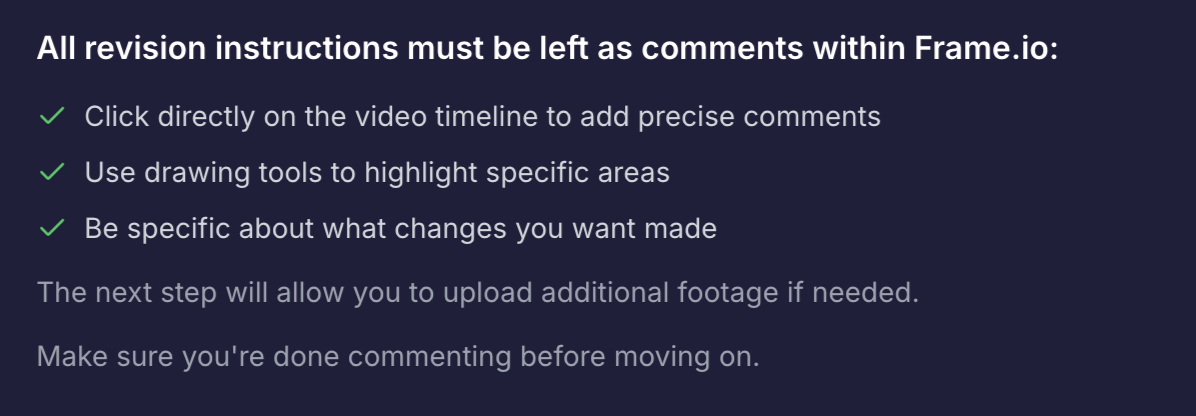 All revision instructions must be left as comments within Frame.io:
Click directly on the video timeline to add precise comments
Use drawing tools to highlight specific areas
Be specific about what changes you want made
The next step will allow you to upload additional footage if needed.
Make sure you're done commenting before moving on.